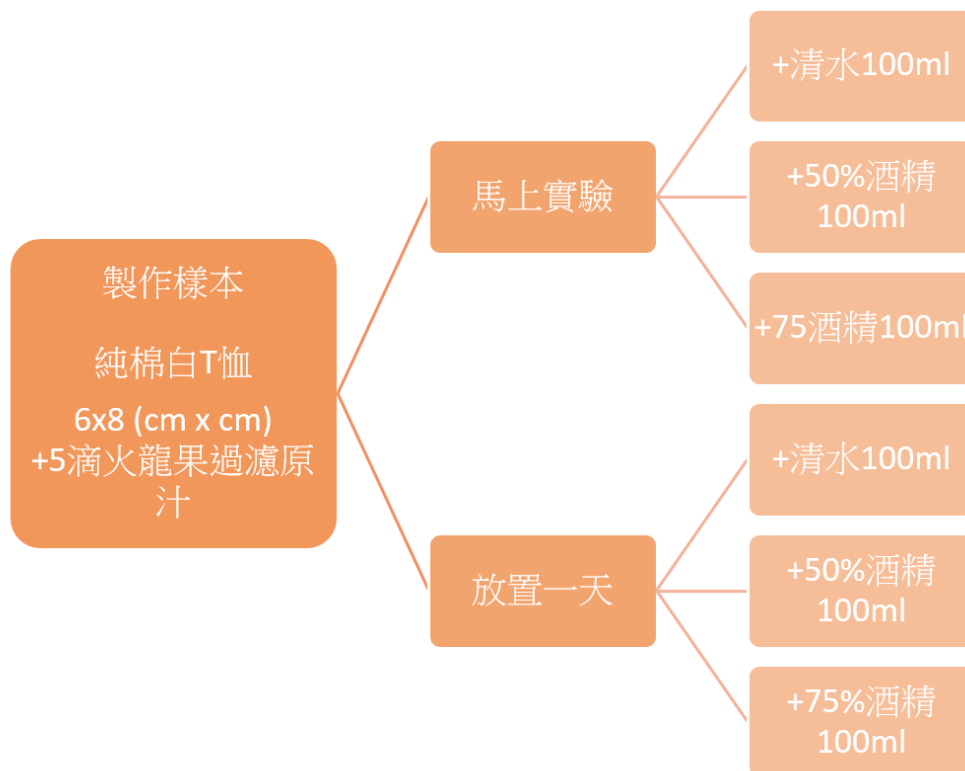 製作樣本
純棉白T恤
6x8 (cm x cm)
+5滴火龍果過濾原
汁
馬上實驗
+清水100ml
+50%酒精
100ml
+75酒精100ml
放置一天
+清水100ml
+50%酒精
100ml
+75%酒精
100ml